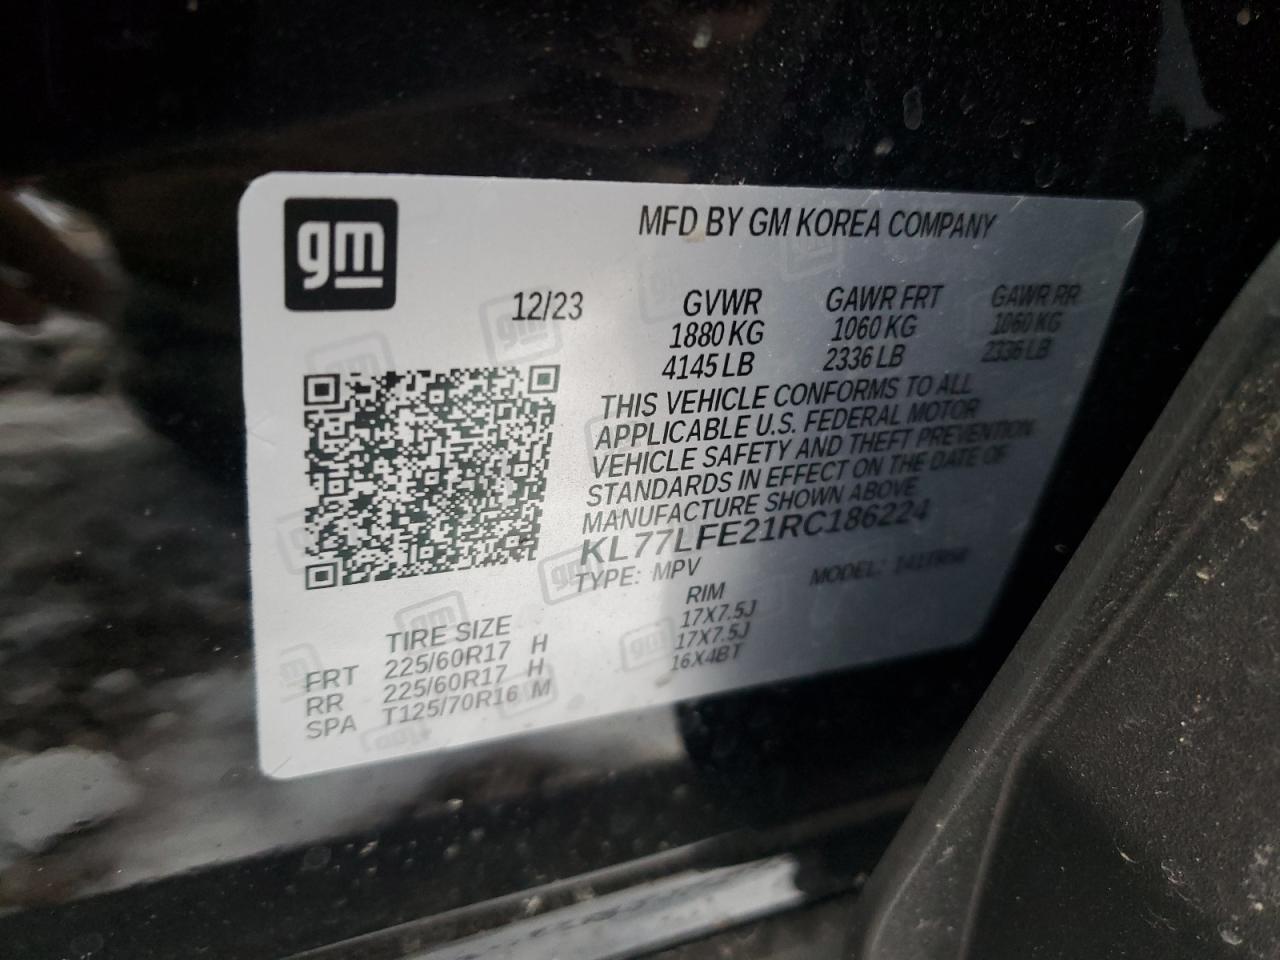 gm
MFD BY GM KOREA COMPANY
12/23 GVWR GAWR FRT GAWR RR
1880 KG 1060 KG 1060 KG
4145 LB 2336 LB 2336 LB
THIS VEHICLE CONFORMS TO ALL
APPLICABLE U.S. FEDERAL MOTOR
VEHICLE SAFETY AND THEFT PREVENTION
STANDARDS IN EFFECT ON THE DATE OF
MANUFACTURE SHOWN ABOVE
KL77LFE21RC186224
TYPE: MPV MODEL:
TIRE SIZE RIM
FRT 225/60R17 H 17X7.5J
RR 225/60R17 H 17X7.5J
SPA T125/70R16 M 16X4BT